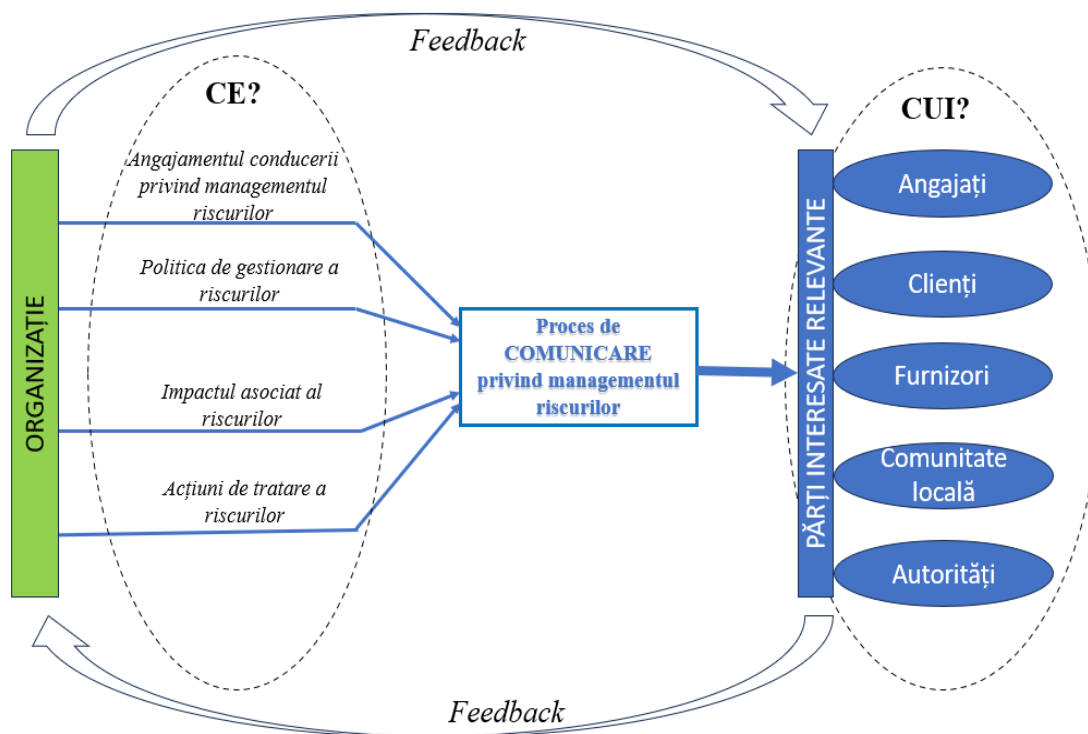 Feedback
CE?
CUI?
ORGANIZAȚIE
Angajamentul conducerii
privind managementul
riscurilor
Politica de gestionare a
riscurilor
Impactul asociat al
riscurilor
Acțiuni de tratare a
riscurilor
Proces de
COMUNICARE
privind managementul
riscurilor
PĂRȚI INTERESATE RELEVANTE
Angajați
Clienți
Furnizori
Comunitate
locală
Autorități
Feedback